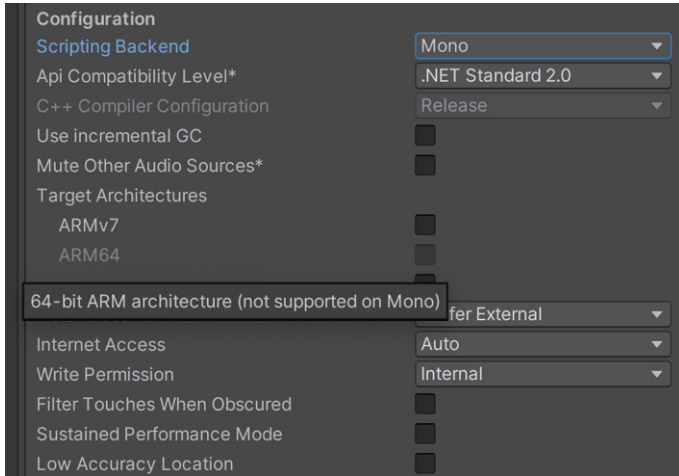 Configuration
Scripting Backend Mono
Api Compatibility Level* .NET Standard 2.0
C++ Compiler Configuration Release
Use incremental GC
Mute Other Audio Sources*
Target Architectures
ARMv7
ARM64
64-bit ARM architecture (not supported on Mono)
fer External
Internet Access Auto
Write Permission Internal
Filter Touches When Obscured
Sustained Performance Mode
Low Accuracy Location